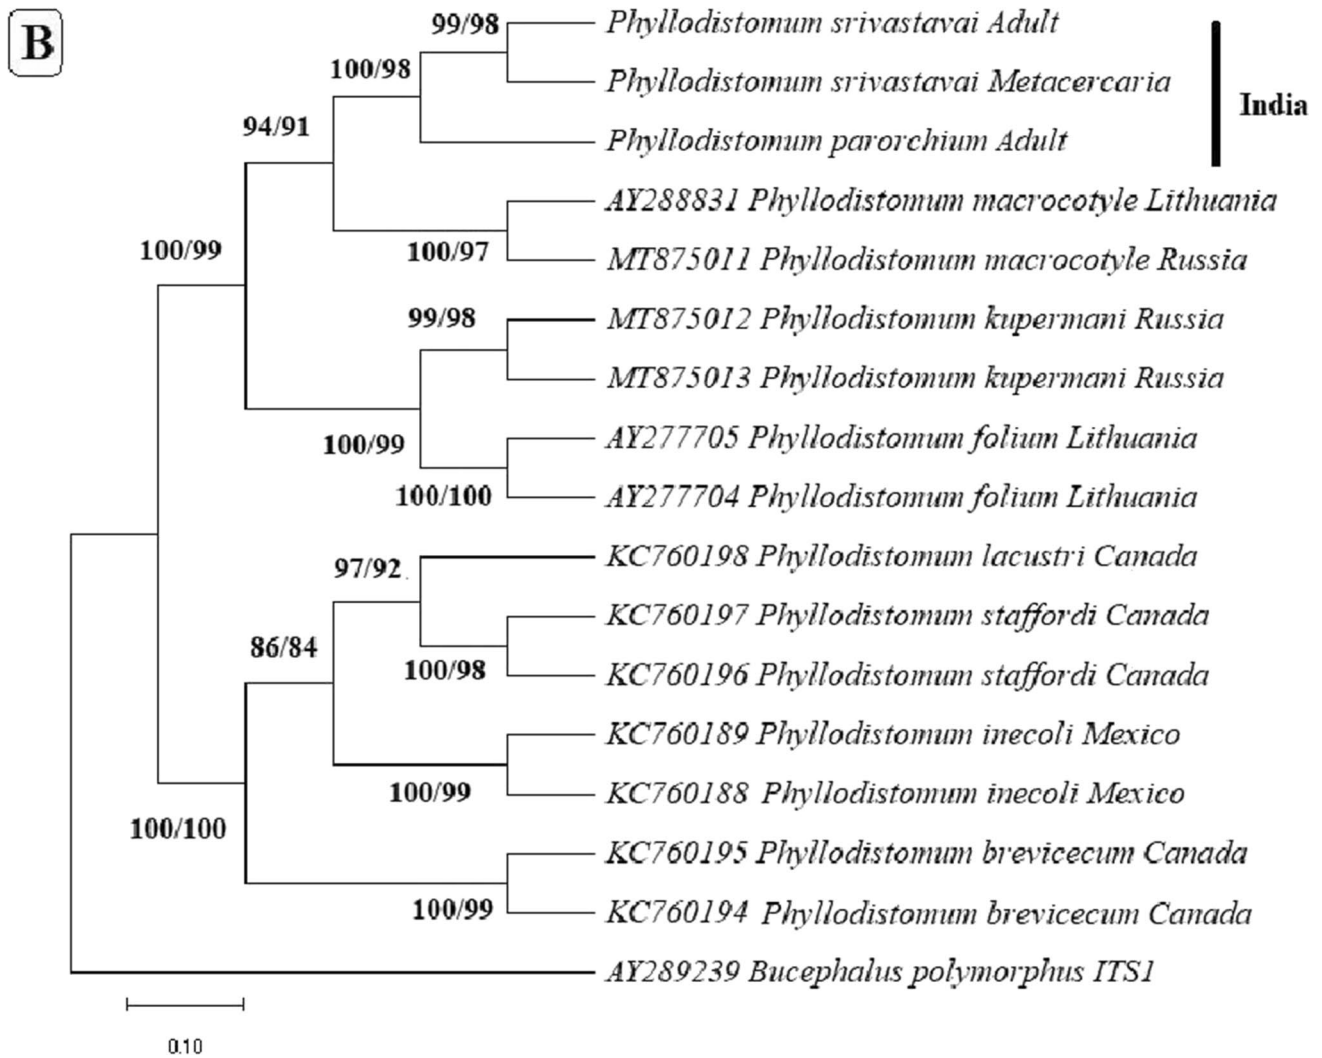 B
99/98
Phyllodistomum srivastavai Adult
100/98
Phyllodistomum srivastavai Metacercaria
India
94/91
Phyllodistomum parorchium Adult
AY288831 Phyllodistomum macrocotyle Lithuania
100/99
100/97
MT875011 Phyllodistomum macrocotyle Russia
99/98
MT875012 Phyllodistomum kupermani Russia
MT875013 Phyllodistomum kupermani Russia
100/99
AY277705 Phyllodistomum folium Lithuania
100/100
AY277704 Phyllodistomum folium Lithuania
97/92
KC760198 Phyllodistomum lacustri Canada
KC760197 Phyllodistomum staffordi Canada
86/84
100/98
KC760196 Phyllodistomum staffordi Canada
KC760189 Phyllodistomum inecoli Mexico
100/99
KC760188 Phyllodistomum inecoli Mexico
100/100
KC760195 Phyllodistomum brevicecum Canada
100/99
KC760194 Phyllodistomum brevicecum Canada
AY289239 Bucephalus polymorphus ITS1
0.10